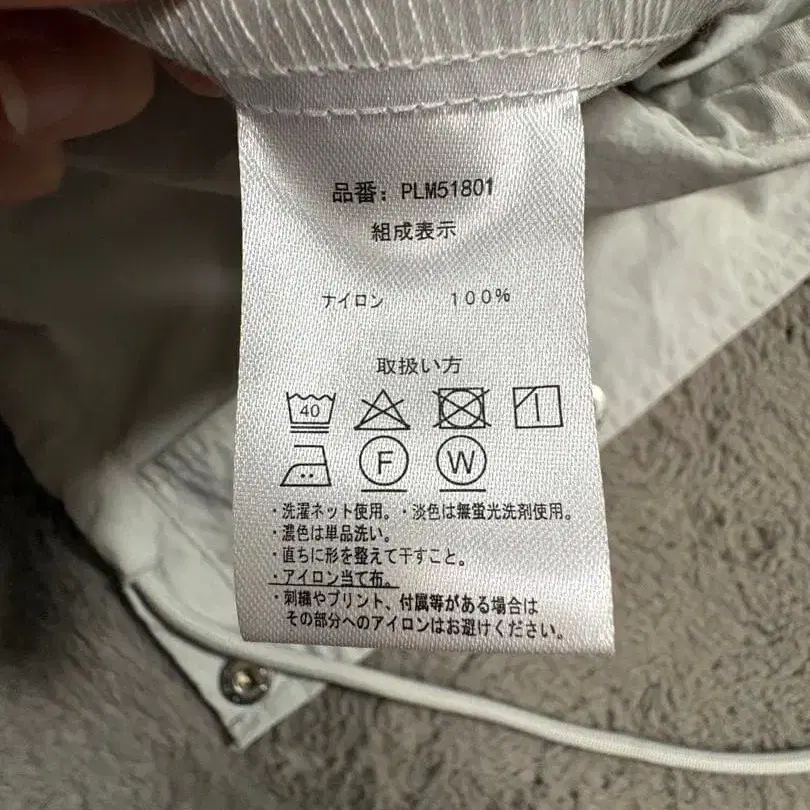 品番: PLM51801
組成表示
ナイロン 100%
取扱い方
40
F W
・洗濯ネット使用。・淡色は無蛍光洗剤使用。
・濃色は単品洗い。
・直ちに形を整えて干すこと。
・アイロン当て布。
・刺繍やプリント、付属等がある場合は
その部分へのアイロンはお避けください。